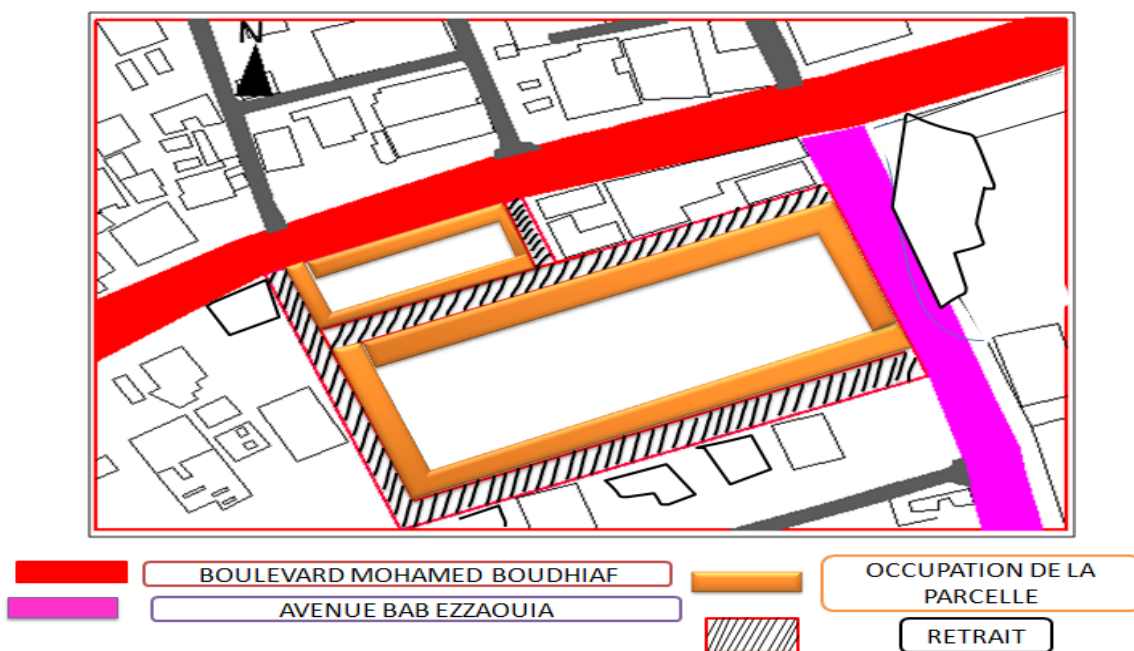 N
BOULEVARD MOHAMED BOUDHIAF
OCCUPATION DE LA
PARCELLE
AVENUE BAB EZZAOUIA
RETRAIT